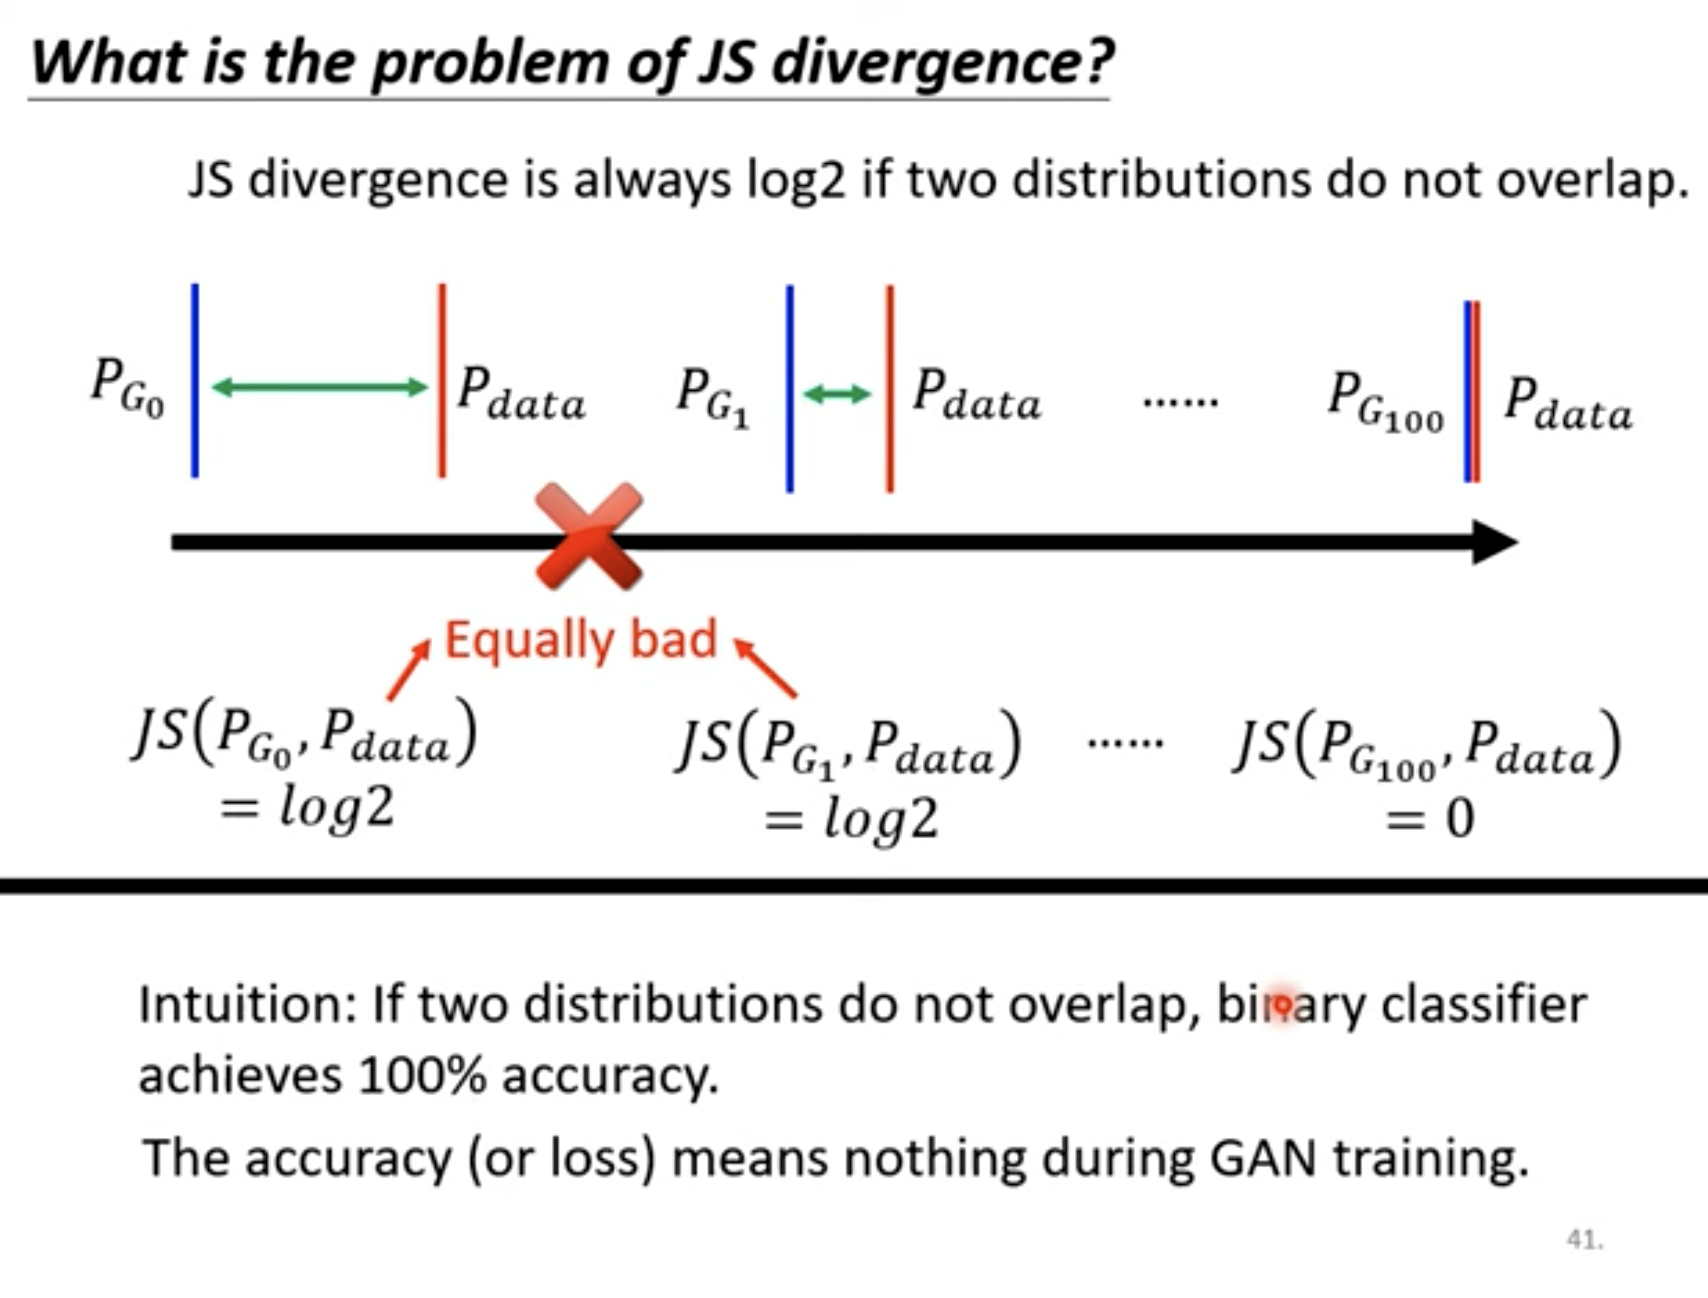 What is the problem of JS divergence?
JS divergence is always log2 if two distributions do not overlap.
P_{G_0} P_{data} P_{G_1} P_{data} …… P_{G_{100}} P_{data}
Equally bad
JS(P_{G_0}, P_{data}) JS(P_{G_1}, P_{data}) …… JS(P_{G_{100}}, P_{data})
= log2 = log2 = 0
Intuition: If two distributions do not overlap, binary classifier
achieves 100% accuracy.
The accuracy (or loss) means nothing during GAN training.
41.